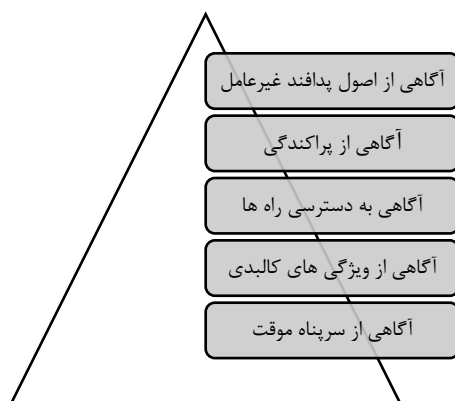 آگاهی از اصول پدافند غیرعامل
آگاهی از پراکندگی
آگاهی به دسترسی راه ها
آگاهی از ویژگی های کالبدی
آگاهی از سرپناه موقت